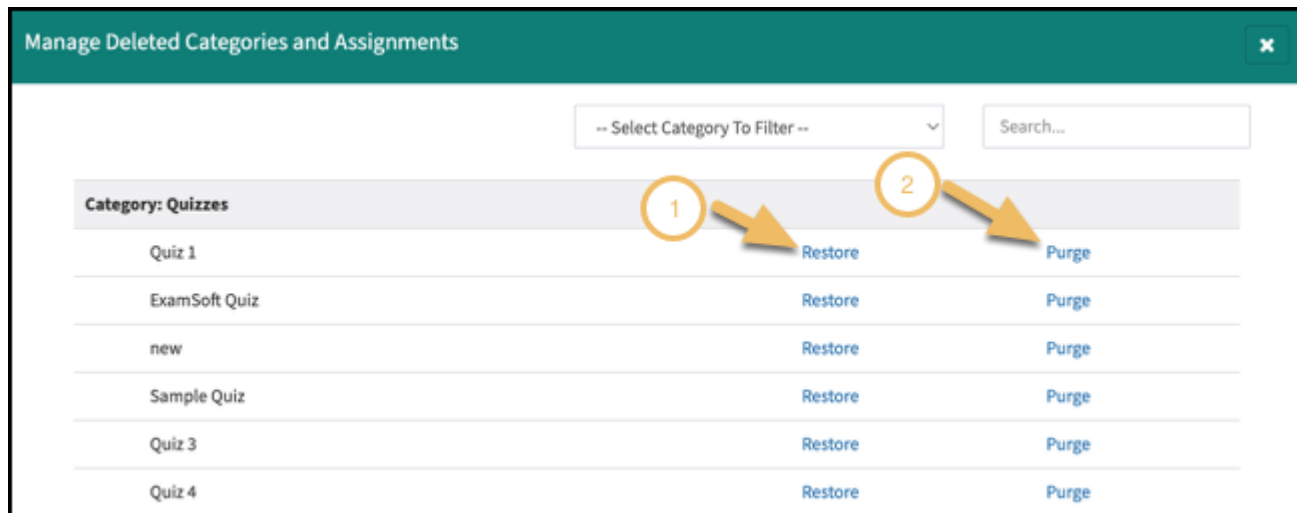 Manage Deleted Categories and Assignments
-- Select Category To Filter --
Search...
Category: Quizzes
1
2
Quiz 1 Restore Purge
ExamSoft Quiz Restore Purge
new Restore Purge
Sample Quiz Restore Purge
Quiz 3 Restore Purge
Quiz 4 Restore Purge